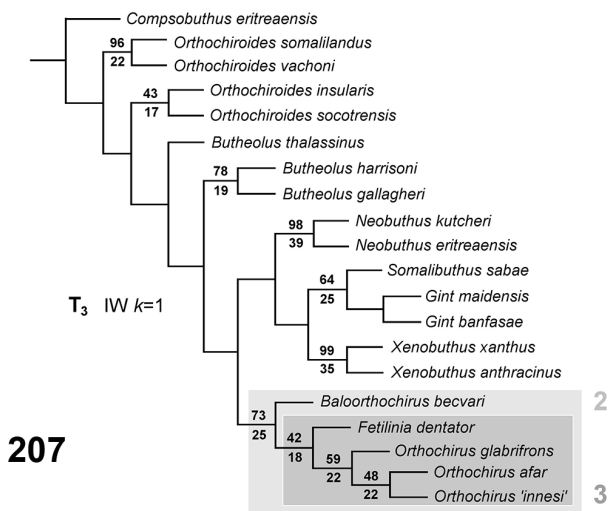 Compsobuthus eritreaensis
96
22
Orthochiroides somalilandus
Orthochiroides vachoni
43
17
Orthochiroides insularis
Orthochiroides socotrensis
Butheolus thalassinus
78
19
Butheolus harrisoni
Butheolus gallagheri
98
39
Neobuthus kutcheri
Neobuthus eritreaensis
64
25
Somalibuthus sabae
Gint maidensis
Gint banfasae
T3 IW k=1
99
35
Xenobuthus xanthus
Xenobuthus anthracinus
73
25
Baloorthochirus becvari
2
42
18
Fetilinia dentator
207
59
22
Orthochirus glabrifrons
48
22
Orthochirus afar
Orthochirus 'innesi'
3